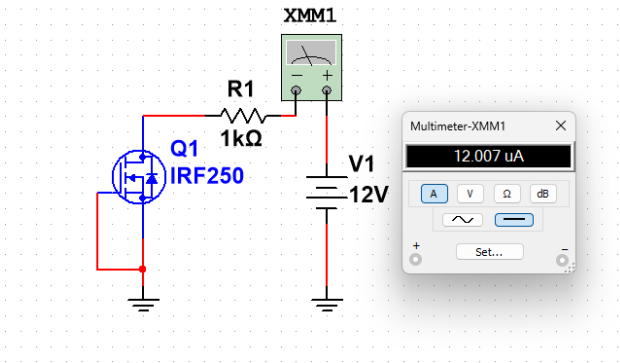 XMM1
R1
1kΩ
Q1
IRF250
V1
12V
Multimeter-XMM1
12.007 uA
A V Ω dB
+ Set... −